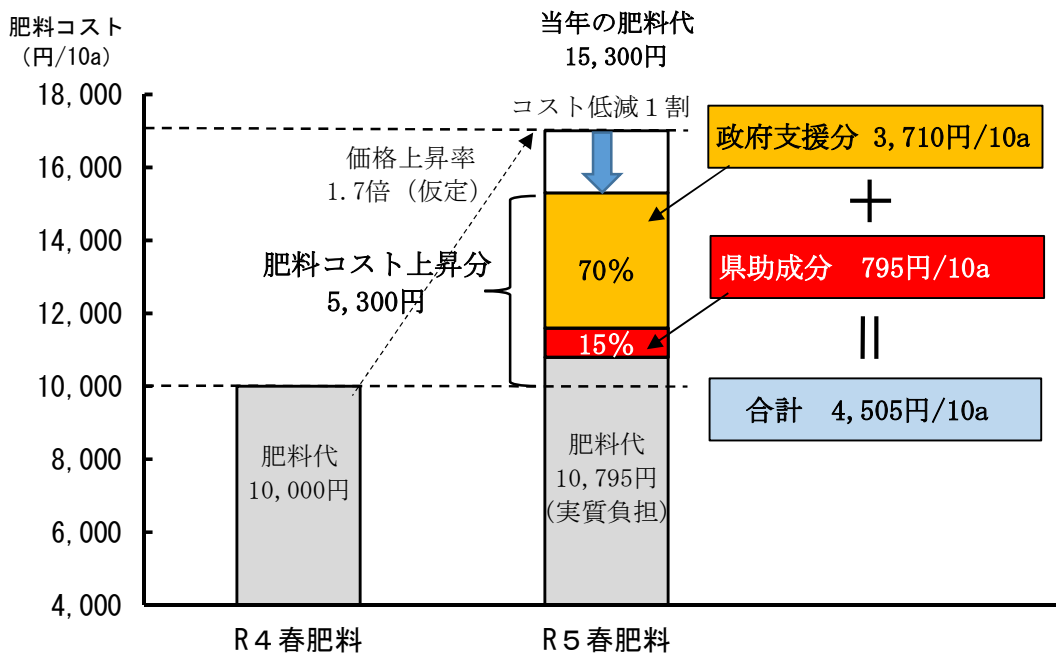 肥料コスト
（円/10a）
当年の肥料代
15,300円
18,000
16,000
14,000
12,000
10,000
8,000
6,000
4,000
コスト低減１割
価格上昇率
1.7倍（仮定）
肥料コスト上昇分
5,300円
70%
15%
肥料代
10,000円
肥料代
10,795円
(実質負担)
政府支援分 3,710円/10a
＋
県助成分　795円/10a
＝
合計　4,505円/10a
R４春肥料
R５春肥料